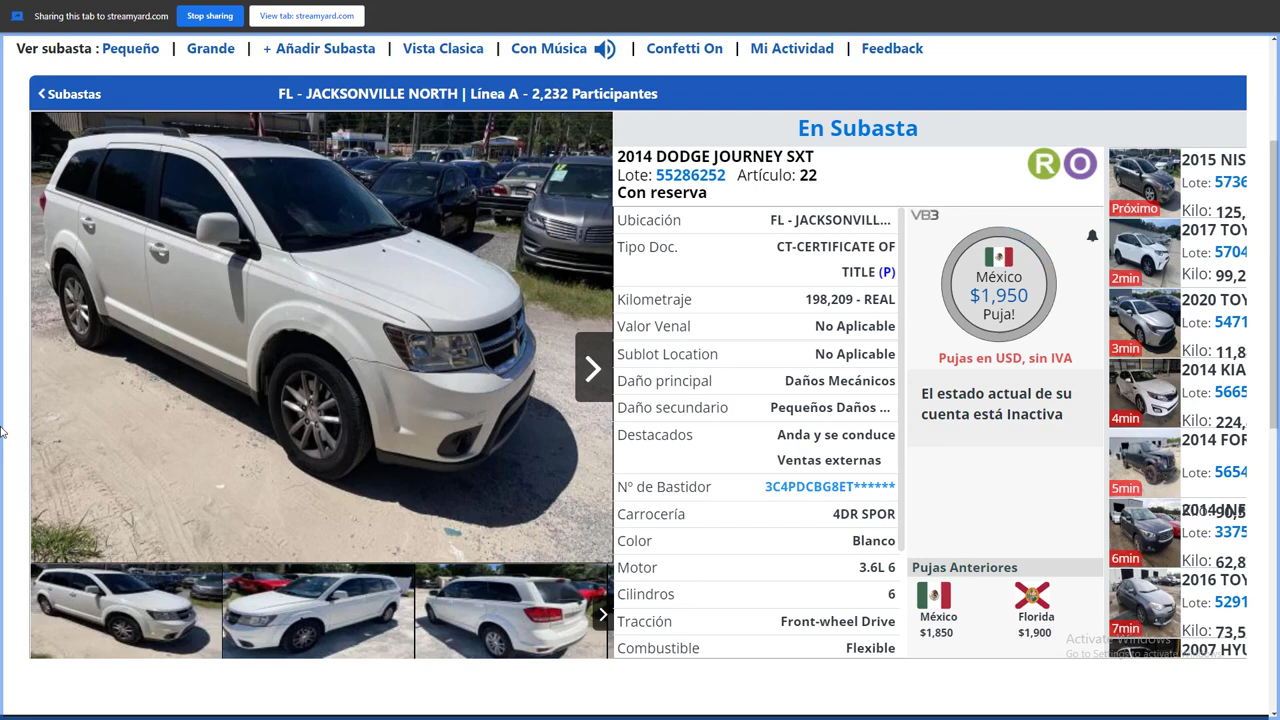 Sharing this tab to streamyard.com
Stop sharing
View tab: streamyard.com
Ver subasta : Pequeño | Grande | + Añadir Subasta | Vista Clasica | Con Música | Confetti On | Mi Actividad | Feedback
Subastas
FL - JACKSONVILLE NORTH | Línea A - 2,232 Participantes
En Subasta
2014 DODGE JOURNEY SXT
Lote: 55286252 Artículo: 22
Con reserva
R O
Ubicación FL - JACKSONVILL...
Tipo Doc. CT-CERTIFICATE OF
TITLE (P)
Kilometraje 198,209 - REAL
Valor Venal No Aplicable
Sublot Location No Aplicable
Daño principal Daños Mecánicos
Daño secundario Pequeños Daños ...
Destacados Anda y se conduce
Ventas externas
Nº de Bastidor 3C4PDCBG8ET******
Carrocería 4DR SPOR
Color Blanco
Motor 3.6L 6
Cilindros 6
Tracción Front-wheel Drive
Combustible Flexible
VB3
México
$1,950
Puja!
Pujas en USD, sin IVA
El estado actual de su
cuenta está Inactiva
Pujas Anteriores
México Florida
$1,850 $1,900
2015 NIS
Lote: 5736
Próximo
Kilo: 125,
2017 TOY
Lote: 5704
2min
Kilo: 99,2
2020 TOY
Lote: 5471
3min
Kilo: 11,8
2014 KIA
Lote: 5665
4min
Kilo: 224,
2014 FOR
Lote: 5654
5min
Lote: 3375
6min
Kilo: 62,8
2016 TOY
Lote: 5291
7min
Kilo: 73,5
2007 HYU
Activate Windows
Go to Settings to activate